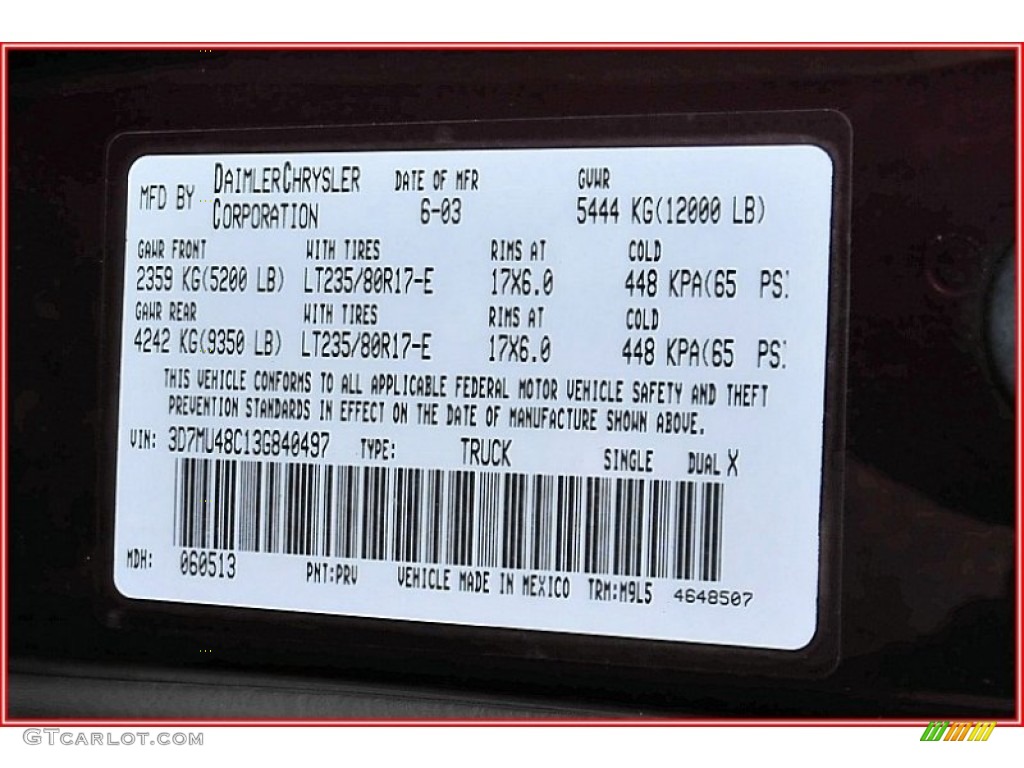 MFD BY DAIMLERCHRYSLER CORPORATION DATE OF MFR 6-03 GVWR 5444 KG(12000 LB)
GAWR FRONT WITH TIRES RIMS AT COLD
2359 KG(5200 LB) LT235/80R17-E 17X6.0 448 KPA(65 PSI
GAWR REAR WITH TIRES RIMS AT COLD
4242 KG(9350 LB) LT235/80R17-E 17X6.0 448 KPA(65 PSI
THIS VEHICLE CONFORMS TO ALL APPLICABLE FEDERAL MOTOR VEHICLE SAFETY AND THEFT
PREVENTION STANDARDS IN EFFECT ON THE DATE OF MANUFACTURE SHOWN ABOVE.
VIN: 3D7MU48C13G840497 TYPE: TRUCK SINGLE DUAL X
MDH: 060513 PNT:PRV VEHICLE MADE IN MEXICO TRM:M9L5 4648507
GTCARLOT.COM